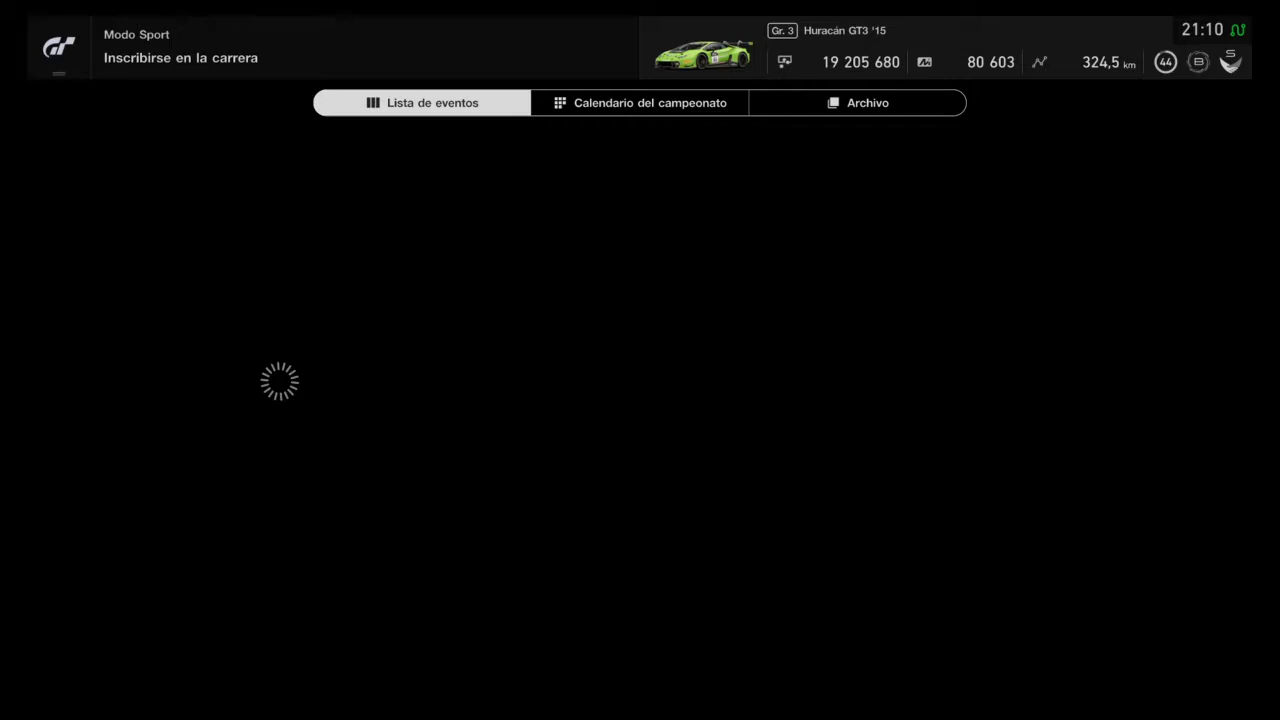 Modo Sport
Inscribirse en la carrera
Gr. 3 Huracán GT3 '15
19 205 680 80 603 324,5 km 44 B S
21:10
Lista de eventos Calendario del campeonato Archivo